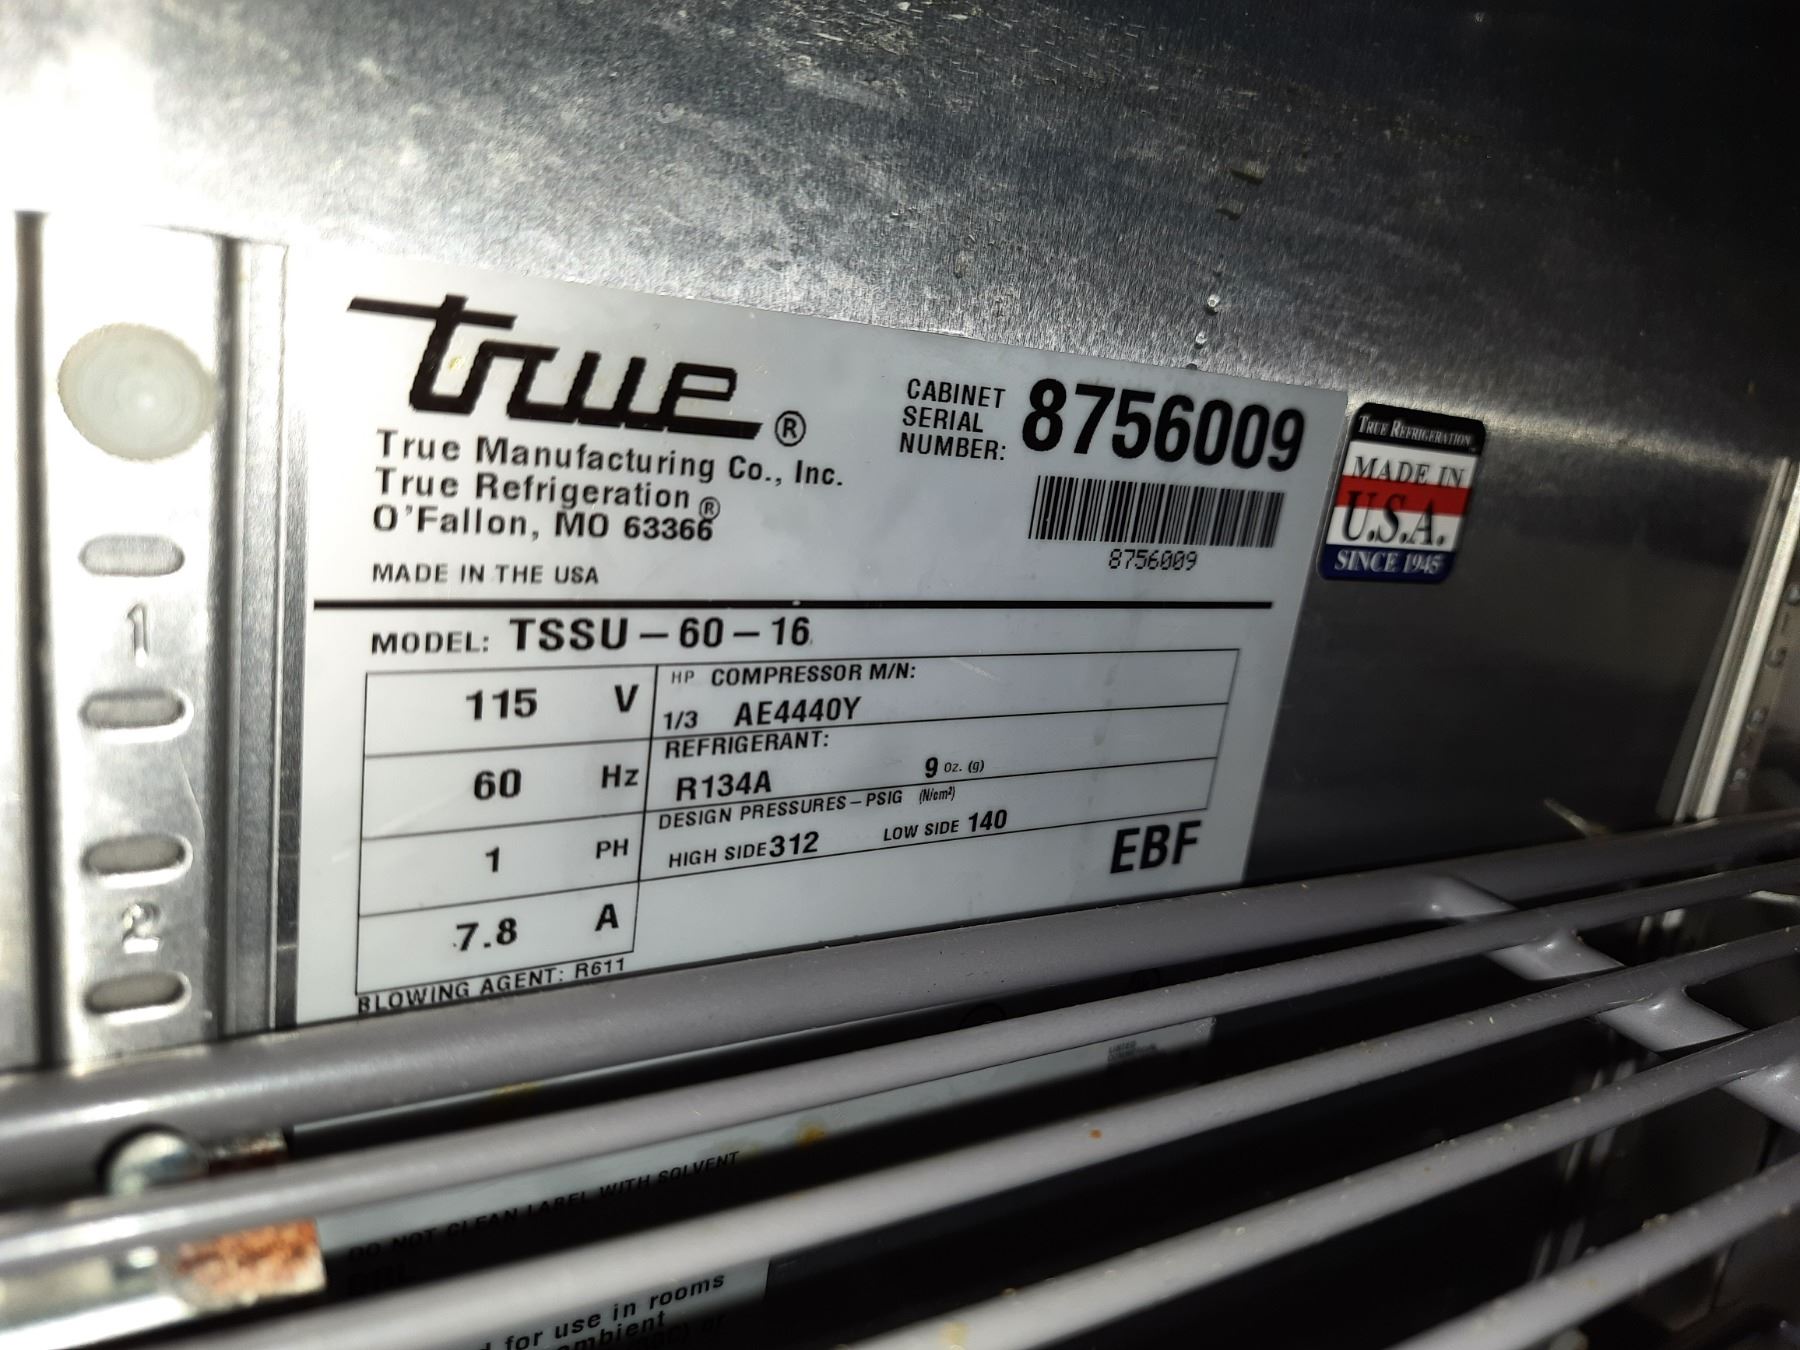 true®
True Manufacturing Co., Inc.
True Refrigeration®
O'Fallon, MO 63366
MADE IN THE USA
CABINET
SERIAL
NUMBER: 8756009
8756009
TRUE REFRIGERATION
MADE IN
U.S.A.
SINCE 1945
MODEL: TSSU-60-16
115 V
60 Hz
1 PH
7.8 A
HP COMPRESSOR M/N:
1/3 AE4440Y
REFRIGERANT:
R134A 9 oz. (g)
DESIGN PRESSURES-PSIG (N/cm²)
HIGH SIDE 312 LOW SIDE 140
EBF
BLOWING AGENT: R611
1
2
DO NOT CLEAN LABEL WITH SOLVENT
for use in rooms